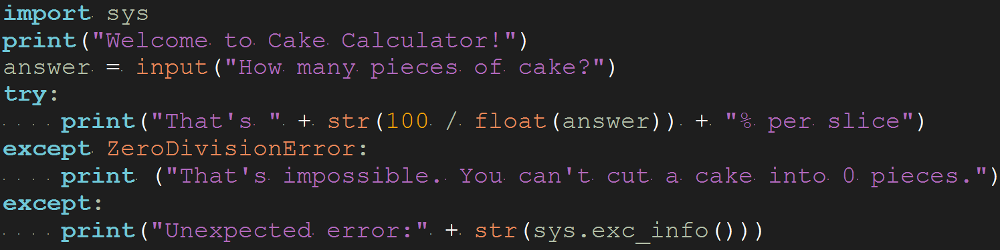 import sys
print("Welcome to Cake Calculator!")
answer = input("How many pieces of cake?")
try:
    print("That's " + str(100 / float(answer)) + "% per slice")
except ZeroDivisionError:
    print ("That's impossible. You can't cut a cake into 0 pieces.")
except:
    print("Unexpected error:" + str(sys.exc_info()))